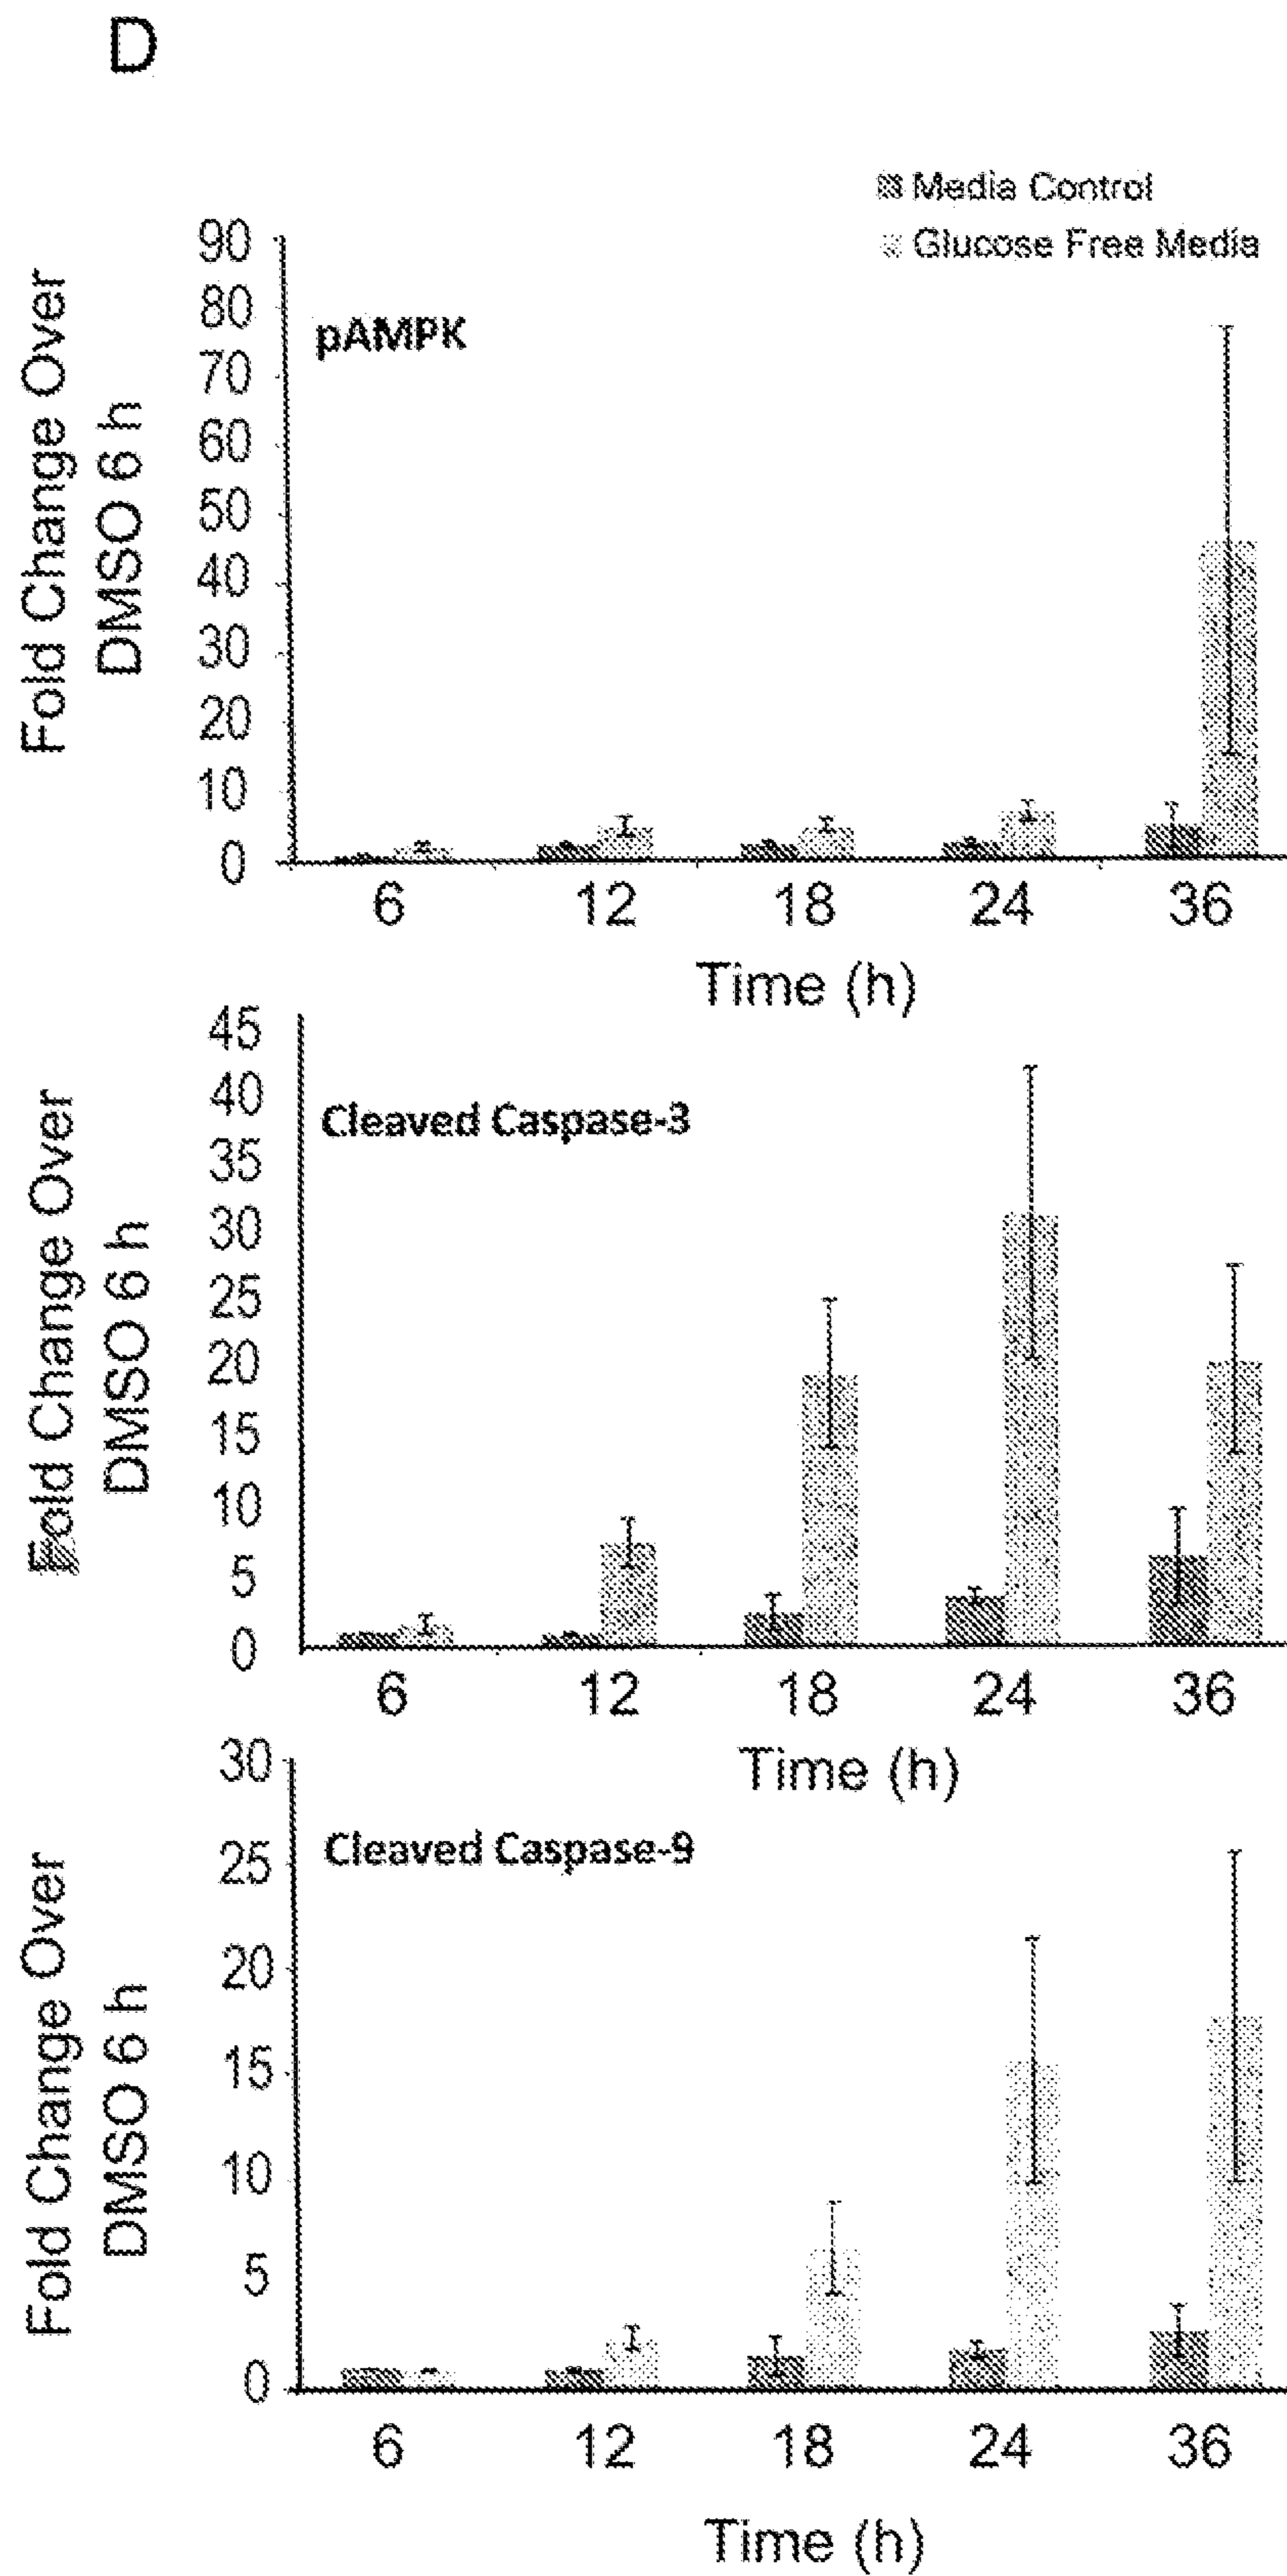 D
Media Control
Glucose Free Media
Fold Change Over
DMSO 6 h
90
80
70
60
50
40
30
20
10
0
pAMPK
6 12 18 24 36
Time (h)
Fold Change Over
DMSO 6 h
45
40
35
30
25
20
15
10
5
0
Cleaved Caspase-3
6 12 18 24 36
Time (h)
Fold Change Over
DMSO 6 h
30
25
20
15
10
5
0
Cleaved Caspase-9
6 12 18 24 36
Time (h)